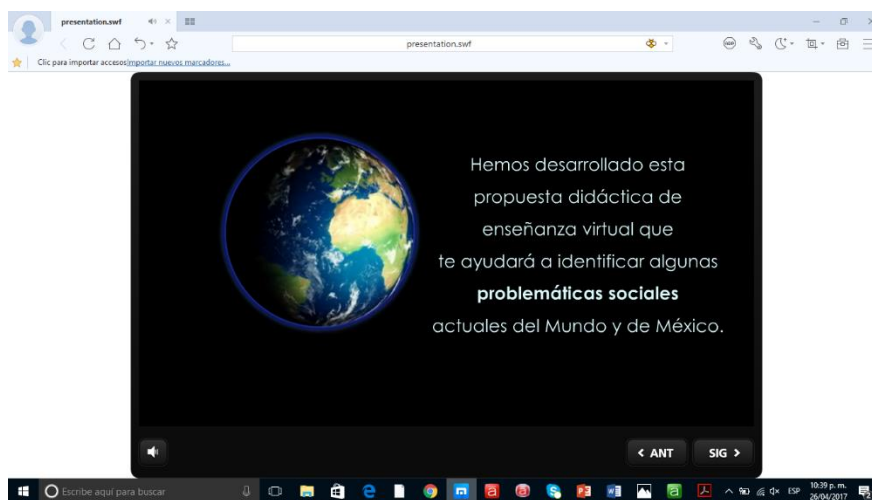 presentation.swf
presentation.swf
Clic para importar accesos Importar nuevos marcadores...
Hemos desarrollado esta
propuesta didáctica de
enseñanza virtual que
te ayudará a identificar algunas
problemáticas sociales
actuales del Mundo y de México.
< ANT SIG >
Escribe aquí para buscar
ESP
10:39 p. m.
26/04/2017